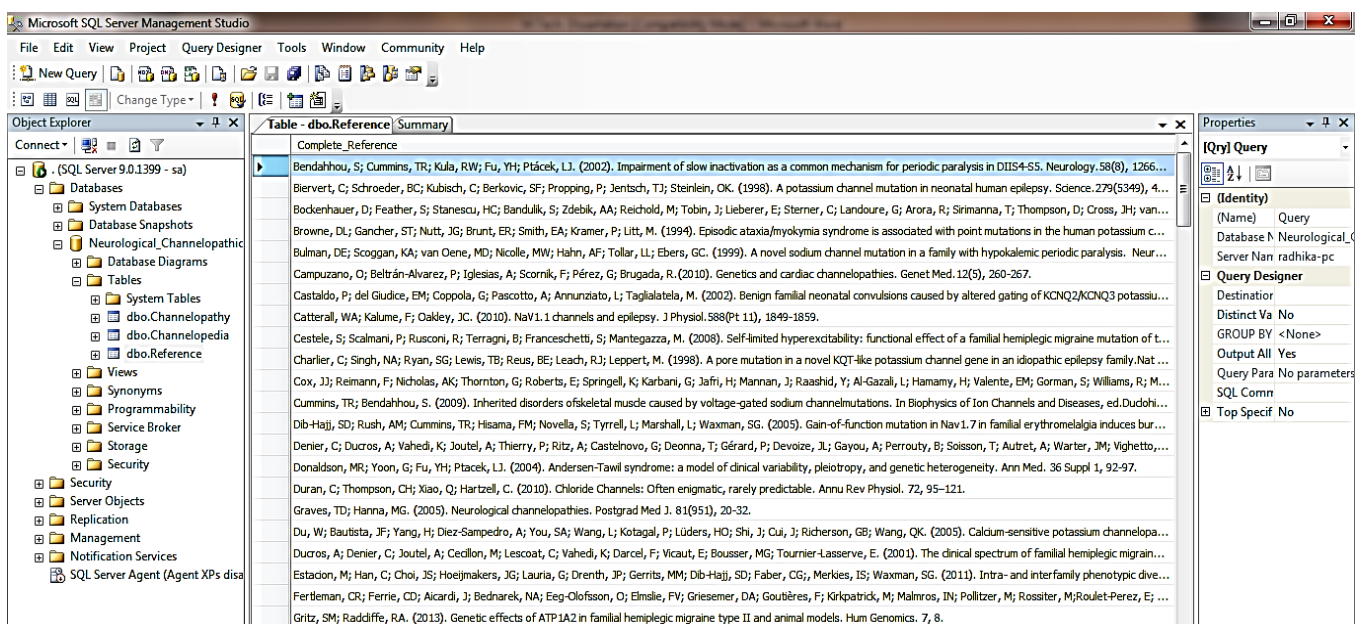 Microsoft SQL Server Management Studio
File Edit View Project Query Designer Tools Window Community Help
New Query
Change Type
Object Explorer
Connect
. (SQL Server 9.0.1399 - sa)
Databases
System Databases
Database Snapshots
Neurological_Channelopathic
Database Diagrams
Tables
System Tables
dbo.Channelopathy
dbo.Channelopedia
dbo.Reference
Views
Synonyms
Programmability
Service Broker
Storage
Security
Security
Server Objects
Replication
Management
Notification Services
SQL Server Agent (Agent XPs disa
Table - dbo.Reference Summary
Complete_Reference
Bendahhou, S; Cummins, TR; Kula, RW; Fu, YH; Ptácek, LJ. (2002). Impairment of slow inactivation as a common mechanism for periodic paralysis in DIIS4-S5. Neurology.58(8), 1266...
Biervert, C; Schroeder, BC; Kubisch, C; Berkovic, SF; Propping, P; Jentsch, TJ; Steinlein, OK. (1998). A potassium channel mutation in neonatal human epilepsy. Science.279(5349), 4...
Bockenhauer, D; Feather, S; Stanescu, HC; Bandulik, S; Zdebik, AA; Reichold, M; Tobin, J; Lieberer, E; Sterner, C; Landoure, G; Arora, R; Sirimanna, T; Thompson, D; Cross, JH; van...
Browne, DL; Gancher, ST; Nutt, JG; Brunt, ER; Smith, EA; Kramer, P; Litt, M. (1994). Episodic ataxia/myokymia syndrome is associated with point mutations in the human potassium c...
Bulman, DE; Scoggan, KA; van Oene, MD; Nicolle, MW; Hahn, AF; Tollar, LL; Ebers, GC. (1999). A novel sodium channel mutation in a family with hypokalemic periodic paralysis. Neur...
Campuzano, O; Beltrán-Alvarez, P; Iglesias, A; Scornik, F; Pérez, G; Brugada, R.(2010). Genetics and cardiac channelopathies. Genet Med.12(5), 260-267.
Castaldo, P; del Giudice, EM; Coppola, G; Pascotto, A; Annunziato, L; Taglialatela, M. (2002). Benign familial neonatal convulsions caused by altered gating of KCNQ2/KCNQ3 potassiu...
Catterall, WA; Kalume, F; Oakley, JC. (2010). NaV1.1 channels and epilepsy. J Physiol.588(Pt 11), 1849-1859.
Cestele, S; Scalmani, P; Rusconi, R; Terragni, B; Franceschetti, S; Mantegazza, M. (2008). Self-limited hyperexcitability: functional effect of a familial hemiplegic migraine mutation of t...
Charlier, C; Singh, NA; Ryan, SG; Lewis, TB; Reus, BE; Leach, RJ; Leppert, M. (1998). A pore mutation in a novel KQT-like potassium channel gene in an idiopathic epilepsy family.Nat ...
Cox, JJ; Reimann, F; Nicholas, AK; Thornton, G; Roberts, E; Springell, K; Karbani, G; Jafri, H; Mannan, J; Raashid, Y; Al-Gazali, L; Hamamy, H; Valente, EM; Gorman, S; Williams, R; M...
Cummins, TR; Bendahhou, S. (2009). Inherited disorders ofskeletal muscle caused by voltage-gated sodium channelmutations. In Biophysics of Ion Channels and Diseases, ed.Duclohi...
Dib-Hajj, SD; Rush, AM; Cummins, TR; Hisama, FM; Novella, S; Tyrrell, L; Marshall, L; Waxman, SG. (2005). Gain-of-function mutation in Nav1.7 in familial erythromelalgia induces bur...
Denier, C; Ducros, A; Vahedi, K; Joutel, A; Thierry, P; Ritz, A; Castelnovo, G; Deonna, T; Gérard, P; Devoize, JL; Gayou, A; Perrouty, B; Soisson, T; Autret, A; Warter, JM; Vighetto,...
Donaldson, MR; Yoon, G; Fu, YH; Ptacek, LJ. (2004). Andersen-Tawil syndrome: a model of clinical variability, pleiotropy, and genetic heterogeneity. Ann Med. 36 Suppl 1, 92-97.
Duran, C; Thompson, CH; Xiao, Q; Hartzell, C. (2010). Chloride Channels: Often enigmatic, rarely predictable. Annu Rev Physiol. 72, 95–121.
Graves, TD; Hanna, MG. (2005). Neurological channelopathies. Postgrad Med J. 81(951), 20-32.
Du, W; Bautista, JF; Yang, H; Diez-Sampedro, A; You, SA; Wang, L; Kotagal, P; Lüders, HO; Shi, J; Cui, J; Richerson, GB; Wang, QK. (2005). Calcium-sensitive potassium channelopa...
Ducros, A; Denier, C; Joutel, A; Cecillon, M; Lescoat, C; Vahedi, K; Darcel, F; Vicaut, E; Bousser, MG; Tournier-Lasserve, E. (2001). The clinical spectrum of familial hemiplegic migrain...
Estacion, M; Han, C; Choi, JS; Hoeijmakers, JG; Lauria, G; Drenth, JP; Gerrits, MM; Dib-Hajj, SD; Faber, CG;, Merkies, IS; Waxman, SG. (2011). Intra- and interfamily phenotypic dive...
Fertleman, CR; Ferrie, CD; Aicardi, J; Bednarek, NA; Eeg-Olofsson, O; Elmslie, FV; Griesemer, DA; Goutières, F; Kirkpatrick, M; Malmros, IN; Pollitzer, M; Rossiter, M;Roulet-Perez, E; ...
Gritz, SM; Radcliffe, RA. (2013). Genetic effects of ATP1A2 in familial hemiplegic migraine type II and animal models. Hum Genomics. 7, 8.
Properties
[Qry] Query
(Identity)
(Name) Query
Database N Neurological_C
Server Nam radhika-pc
Query Designer
Destination
Distinct Va No
GROUP BY <None>
Output All Yes
Query Para No parameters
SQL Comm
Top Specif No